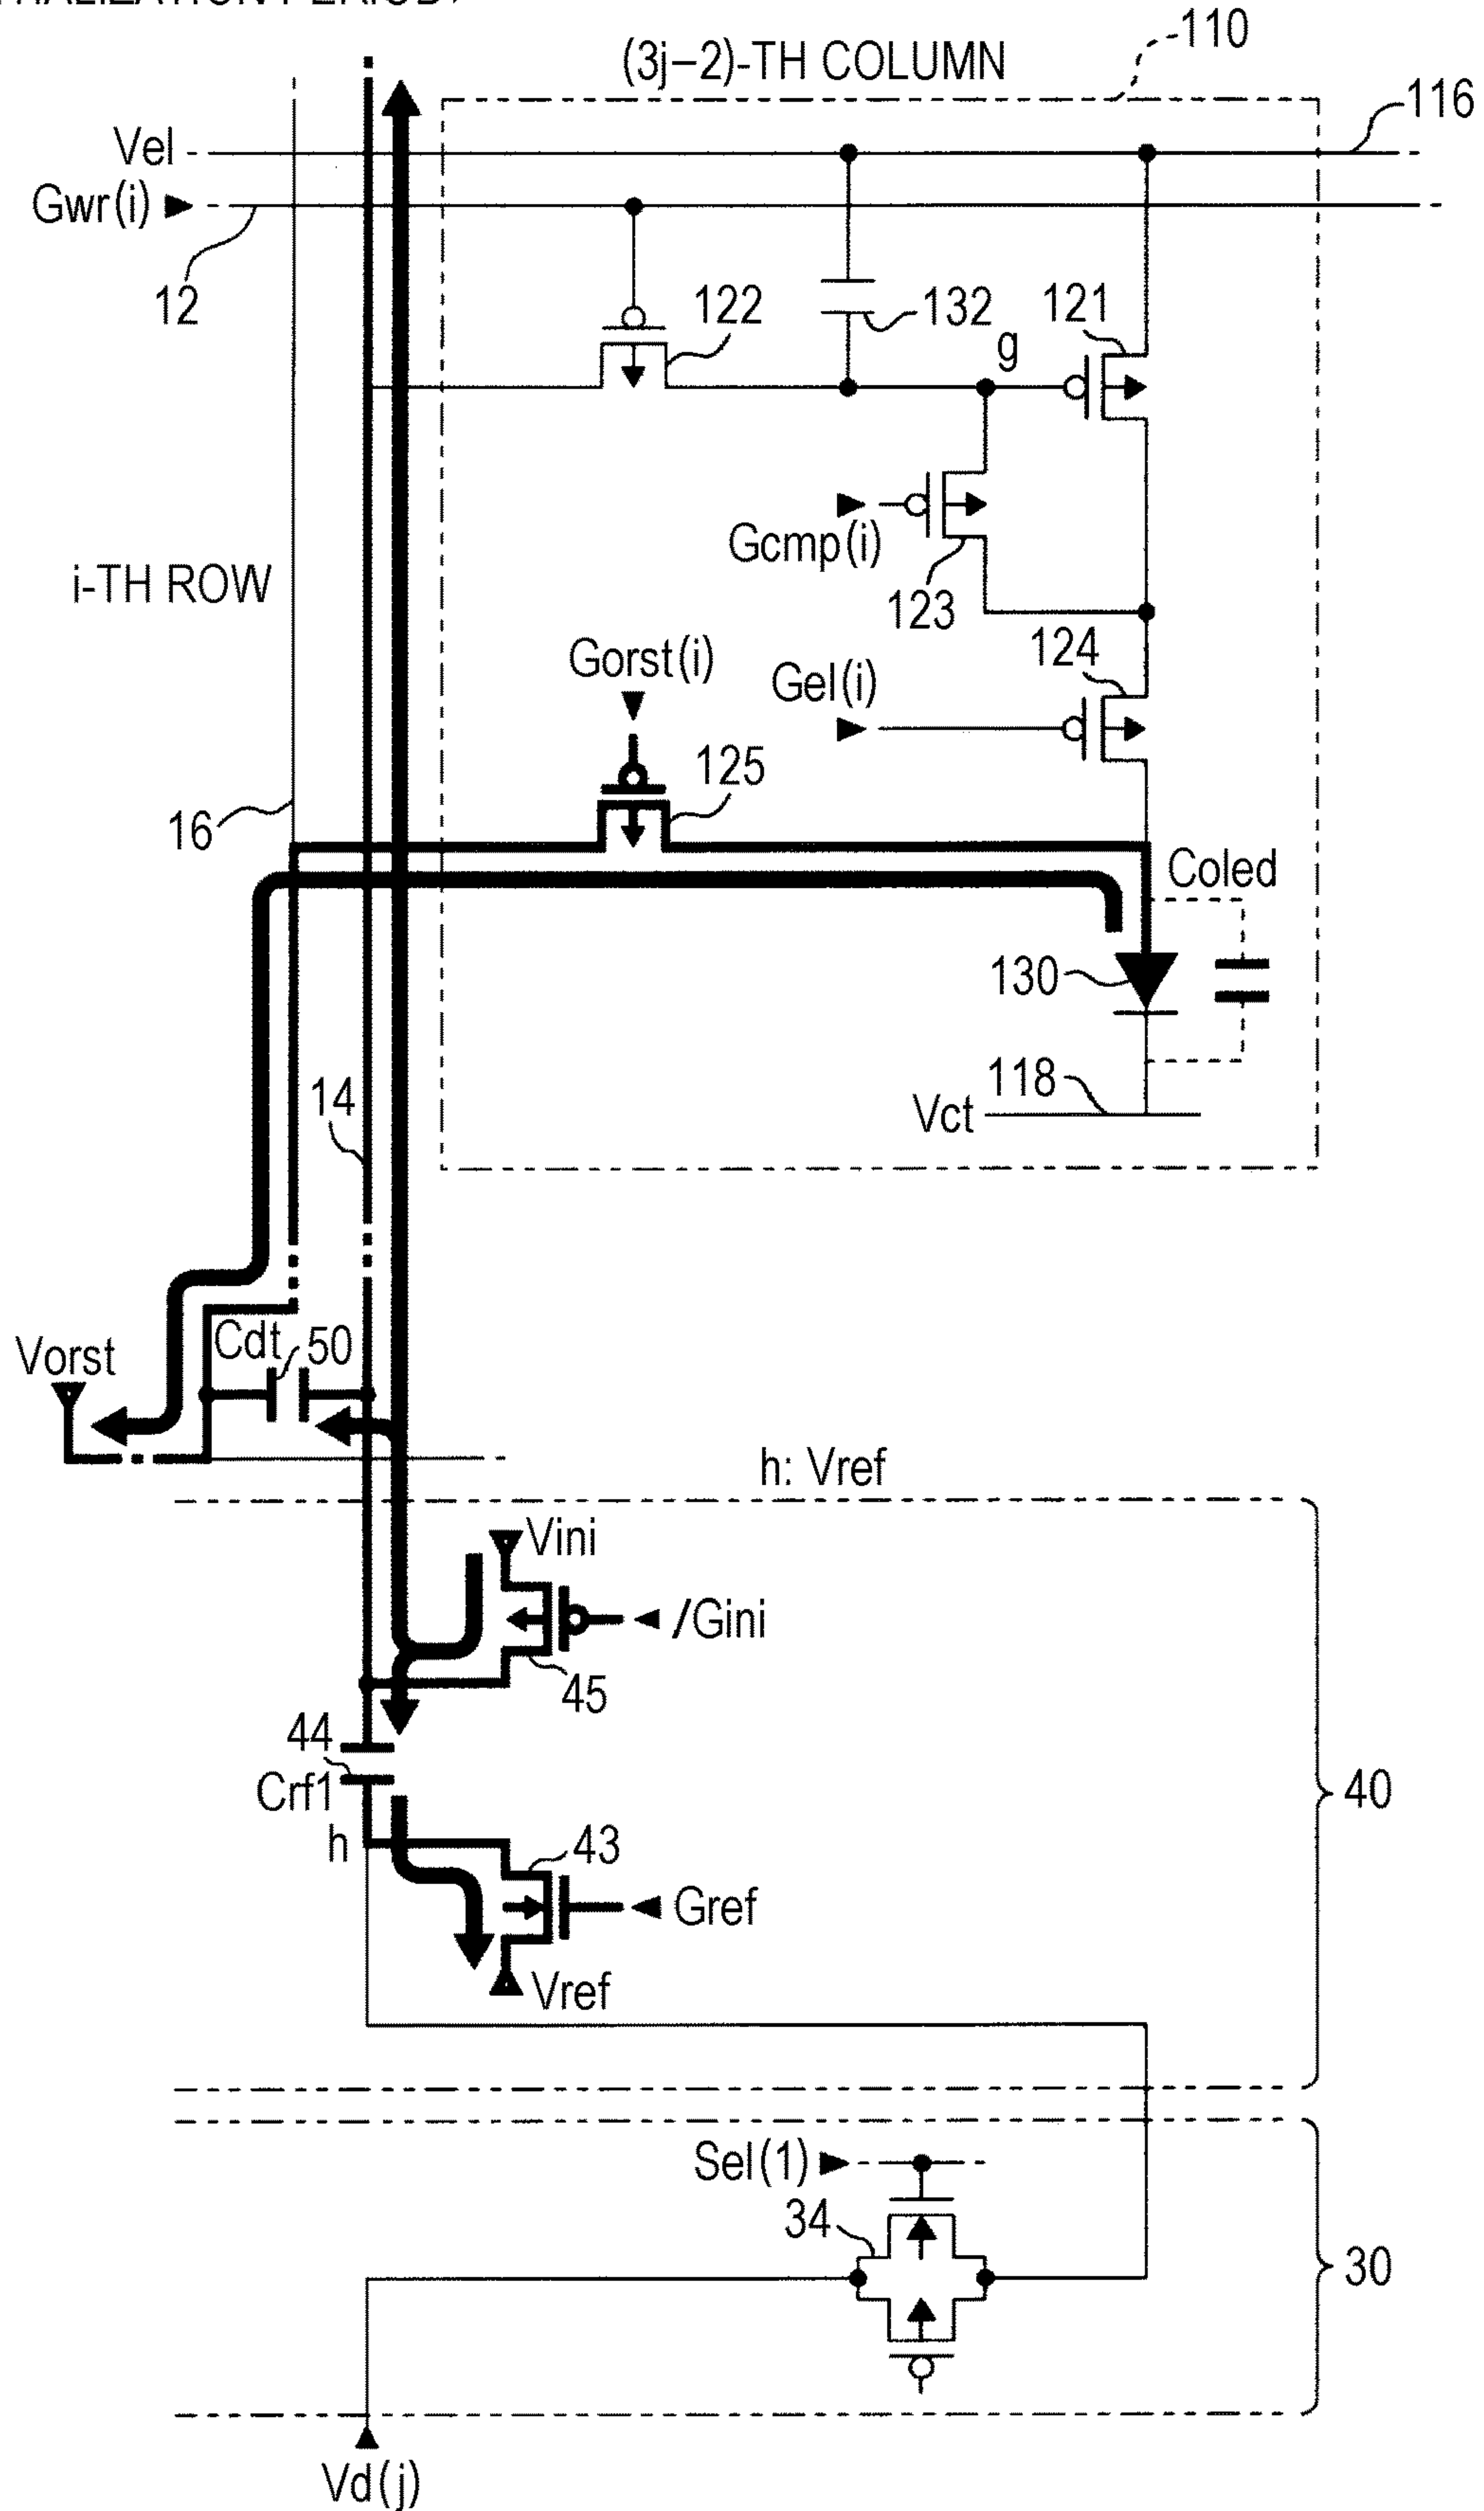 (3j−2)-TH COLUMN
110
116
Vel
Gwr(i)
12
122
132
121
g
Gcmp(i)
123
i-TH ROW
Gorst(i)
Gel(i)
124
125
16
Coled
130
14
118
Vct
Vorst
Cdt
50
h: Vref
Vini
/Gini
45
44
Crf1
h
43
Gref
Vref
40
Sel(1)
34
30
Vd(j)